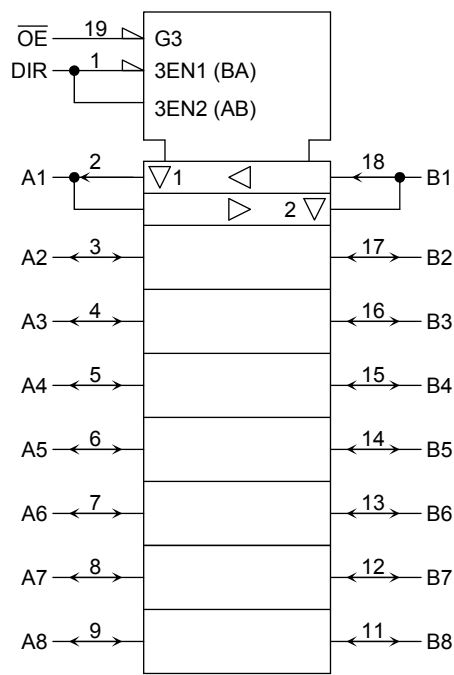 O̅E̅ 19 G3
DIR 1 3EN1 (BA)
3EN2 (AB)
A1 2 1 18 B1
2
A2 3 17 B2
A3 4 16 B3
A4 5 15 B4
A5 6 14 B5
A6 7 13 B6
A7 8 12 B7
A8 9 11 B8